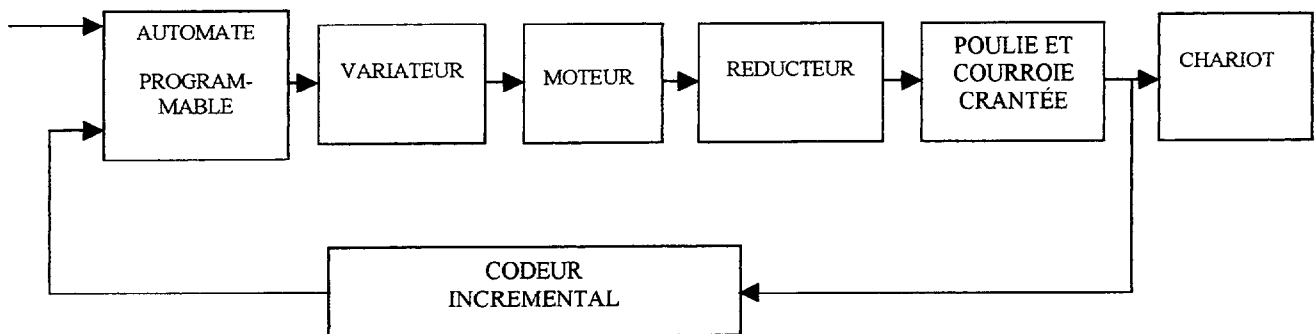 AUTOMATE
PROGRAM-
MABLE
VARIATEUR
MOTEUR
REDUCTEUR
POULIE ET
COURROIE
CRANTÉE
CHARIOT
CODEUR
INCREMENTAL